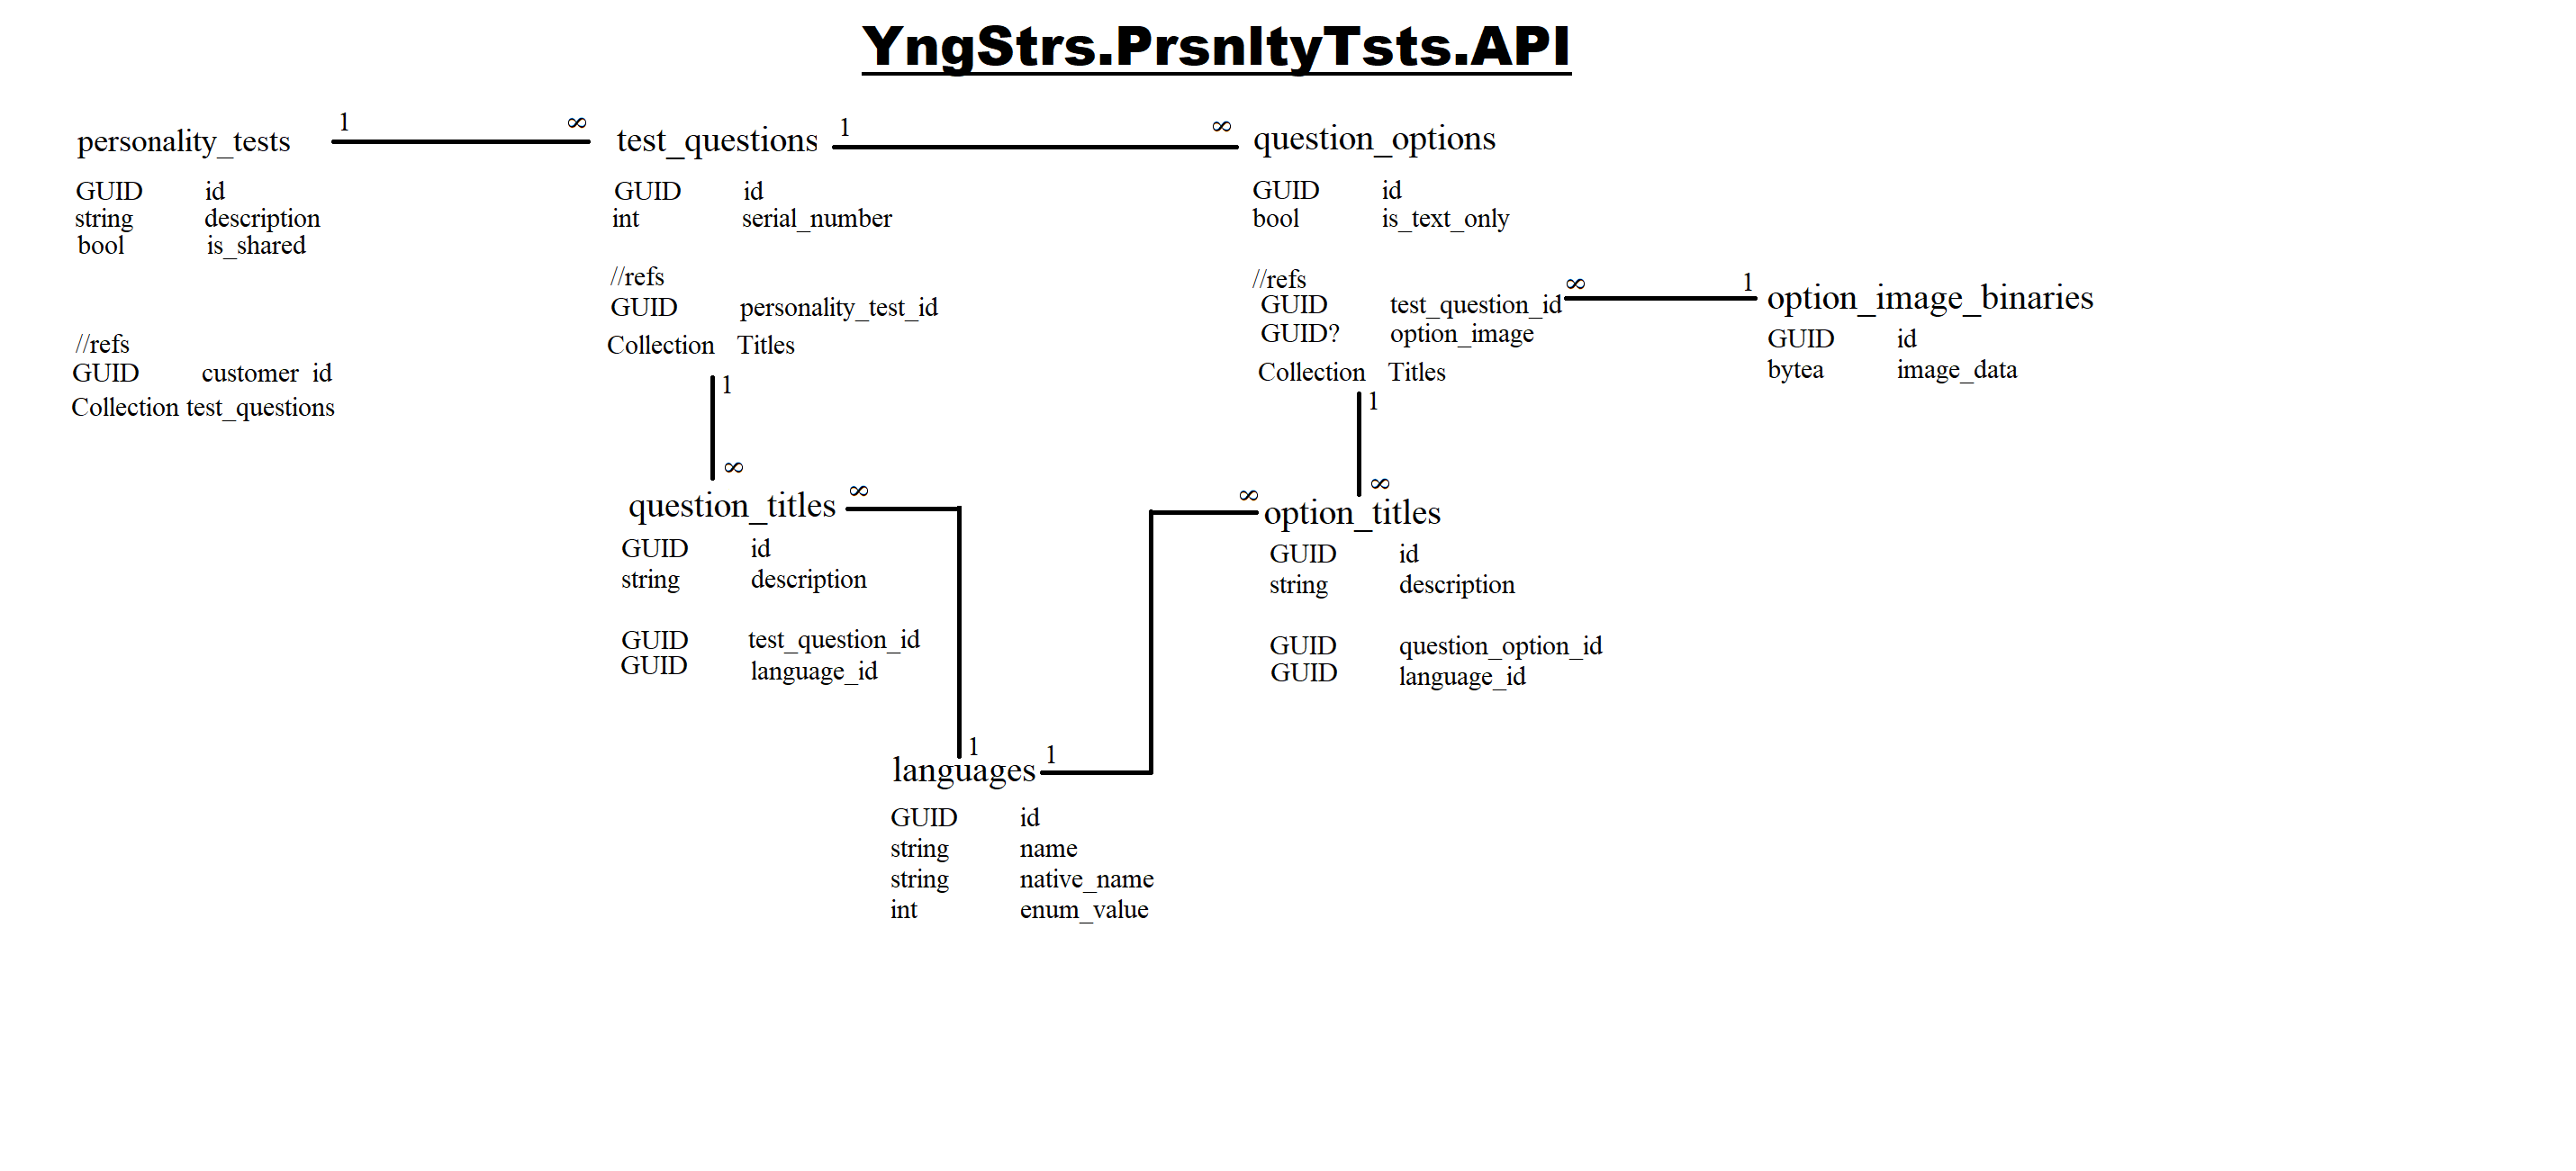 YngStrs.PrsnltyTsts.API
personality_tests
1 ∞
GUID id
string description
bool is_shared
//refs
GUID customer_id
Collection test_questions
test_questions
1 ∞
GUID id
int serial_number
//refs
GUID personality_test_id
Collection Titles
1
∞
question_options
GUID id
bool is_text_only
//refs
GUID test_question_id
GUID? option_image
Collection Titles
1
∞
∞ 1
option_image_binaries
GUID id
bytea image_data
question_titles ∞
GUID id
string description
GUID test_question_id
GUID language_id
∞ option_titles
GUID id
string description
GUID question_option_id
GUID language_id
1
languages 1
GUID id
string name
string native_name
int enum_value